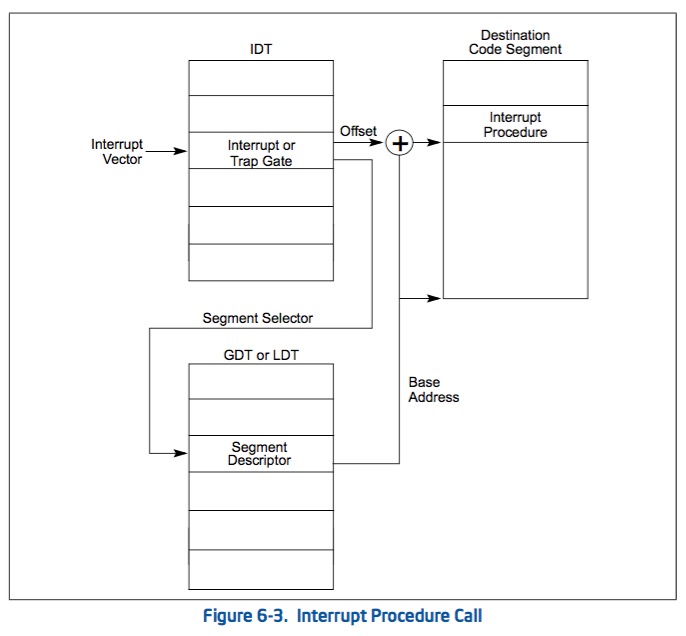 IDT
Destination
Code Segment
Interrupt
Vector
Interrupt or
Trap Gate
Offset
+
Interrupt
Procedure
Segment Selector
GDT or LDT
Segment
Descriptor
Base
Address
Figure 6-3. Interrupt Procedure Call